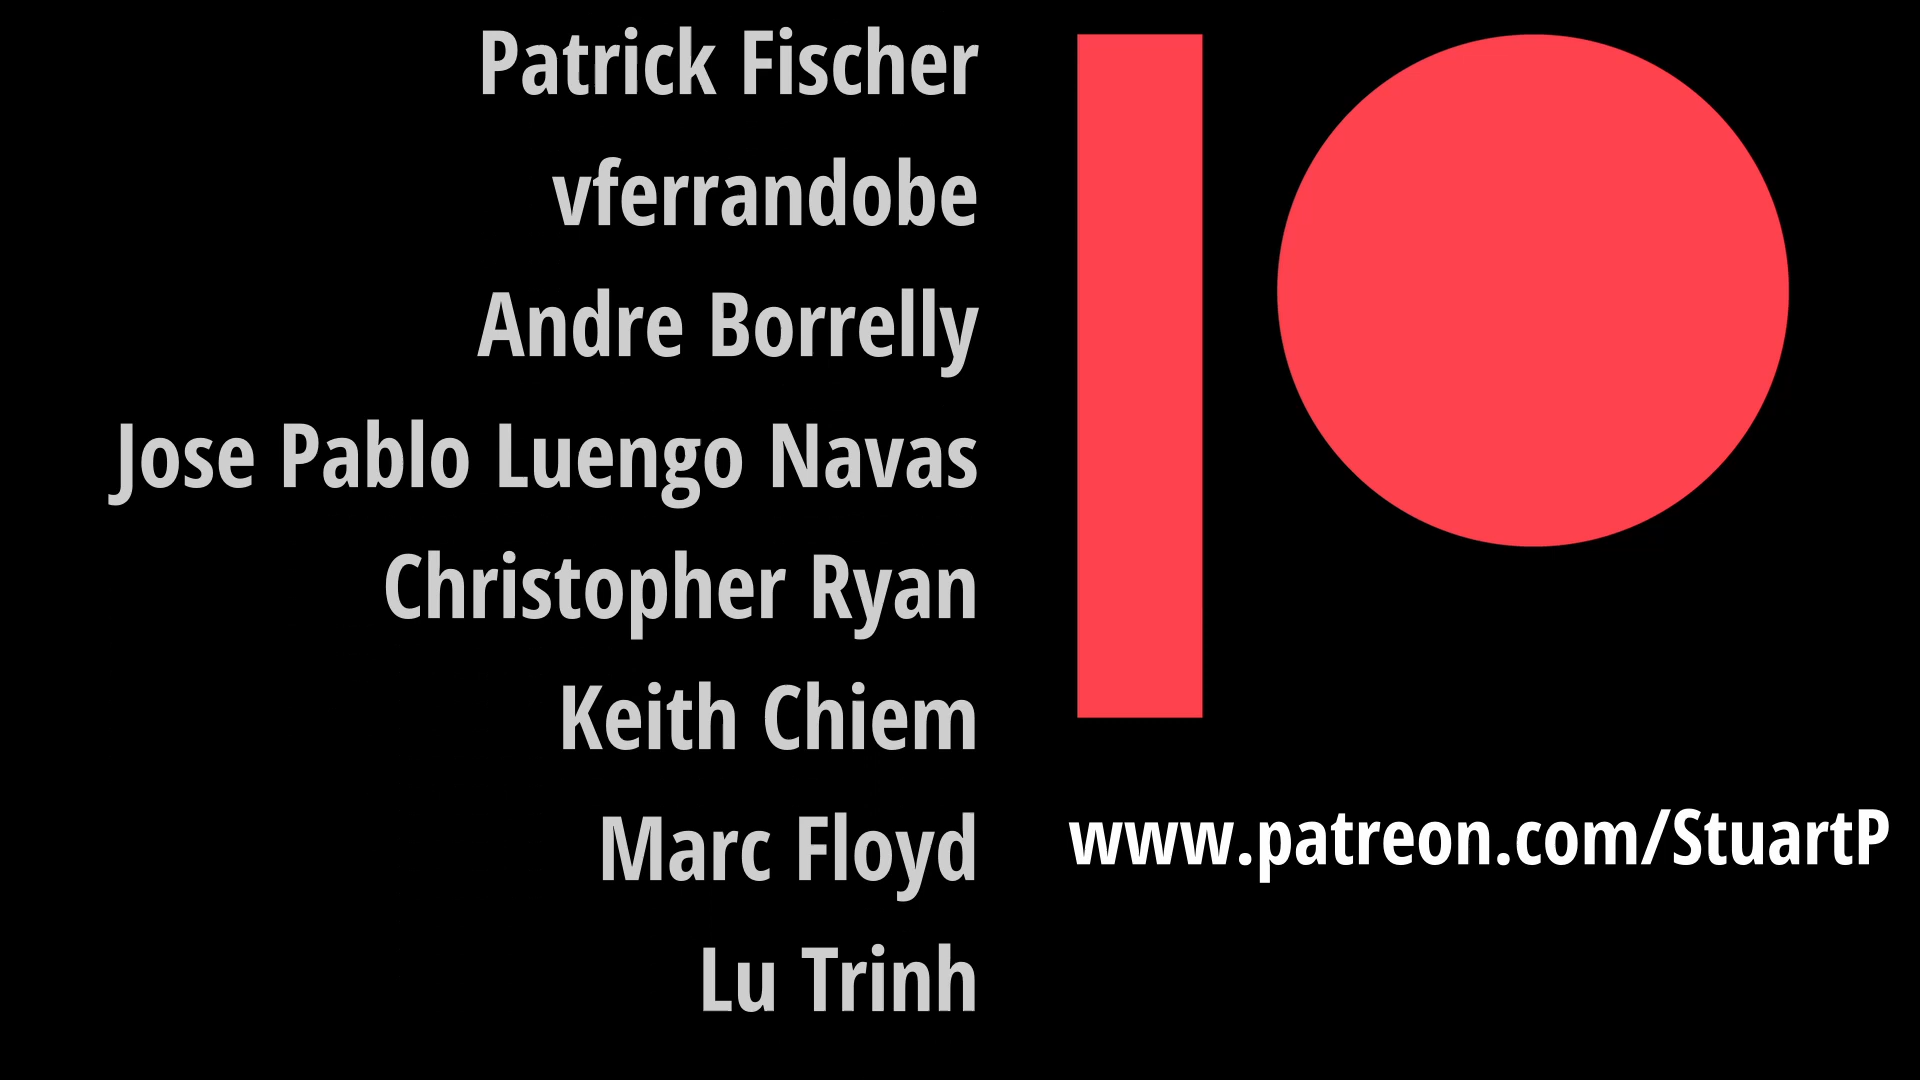 Patrick Fischer
vferrandobe
Andre Borrelly
Jose Pablo Luengo Navas
Christopher Ryan
Keith Chiem
Marc Floyd
Lu Trinh
www.patreon.com/StuartP